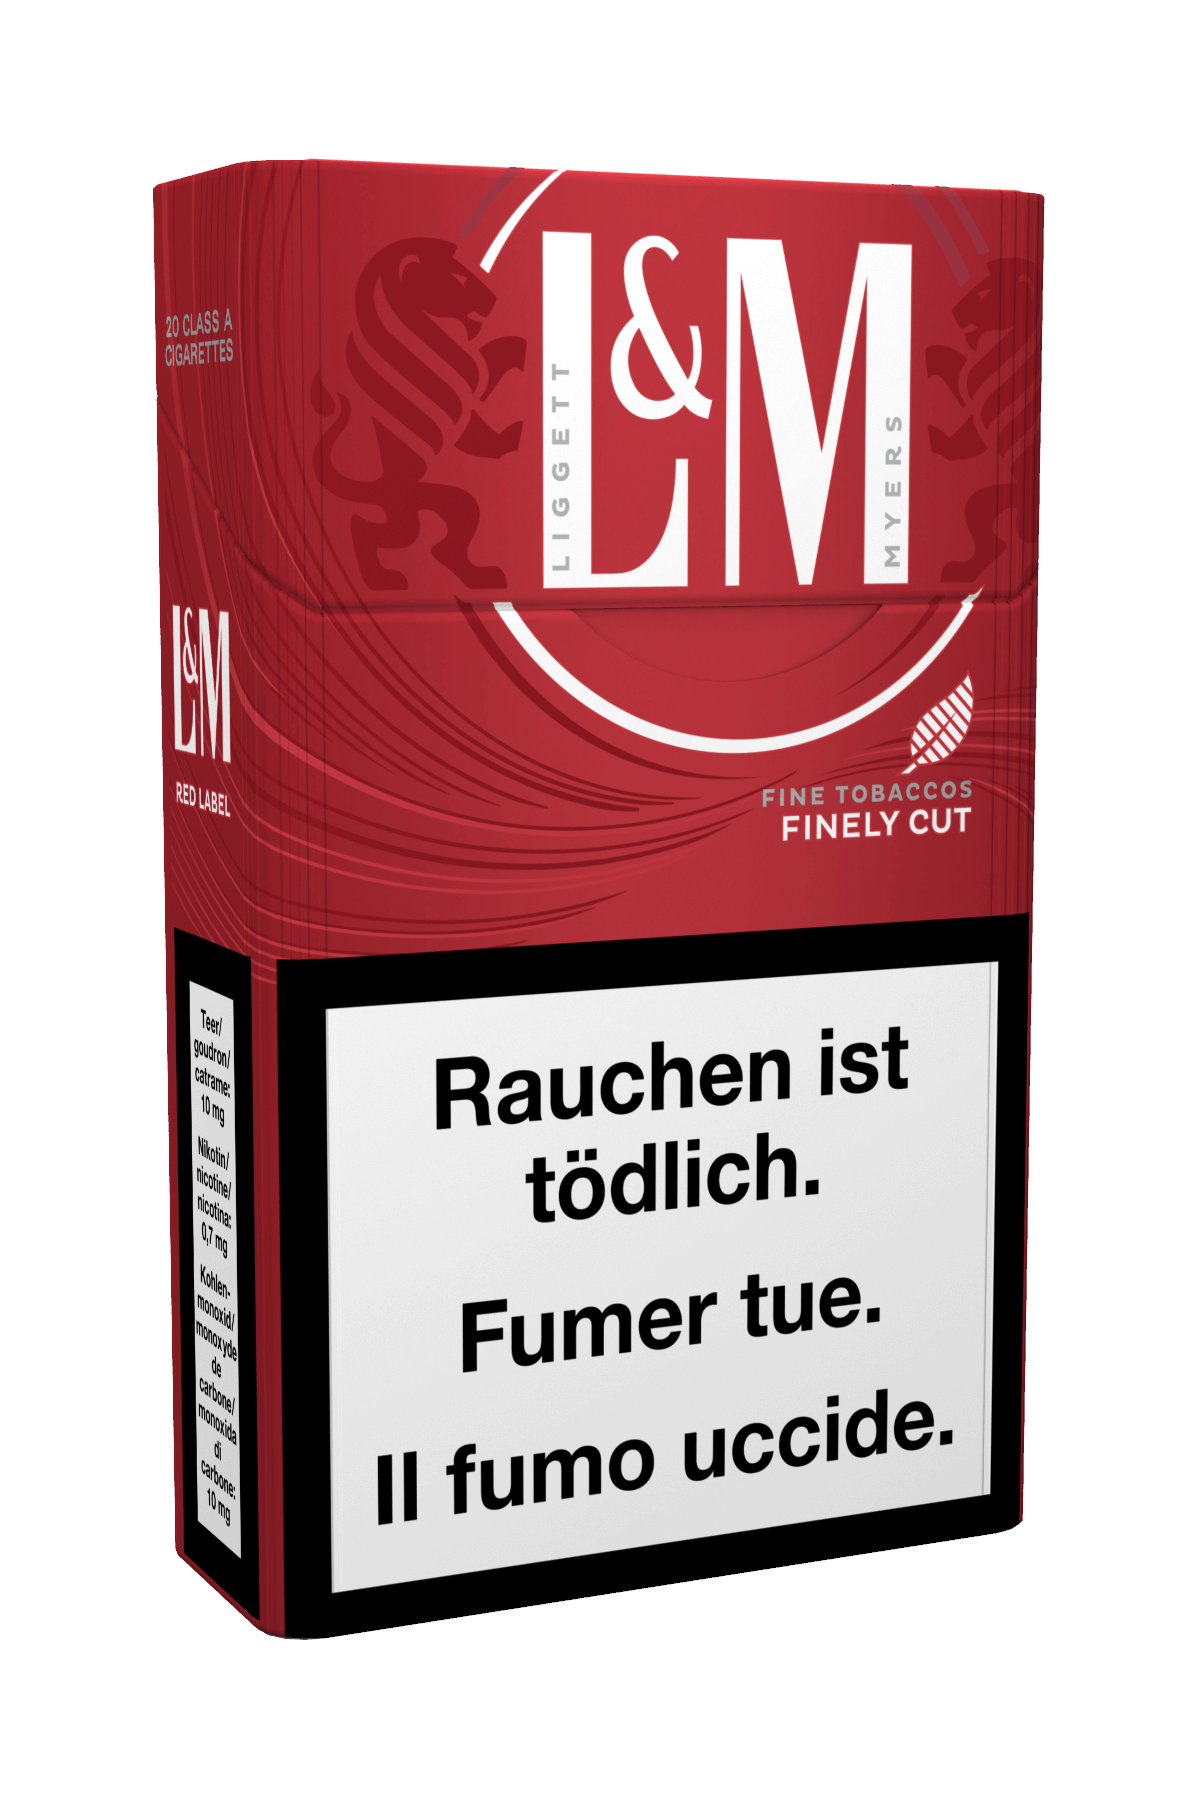 20 CLASS A
CIGARETTES
L&M
LIGGETT
MYERS
L&M
RED LABEL
FINE TOBACCOS
FINELY CUT
Teer/
goudron/
catrame:
10 mg
Nikotin/
nicotine/
nicotina:
0,7 mg
Kohlen-
monoxid/
monoxyde
de
carbone/
monoxida
di
carbone:
10 mg
Rauchen ist
tödlich.
Fumer tue.
Il fumo uccide.